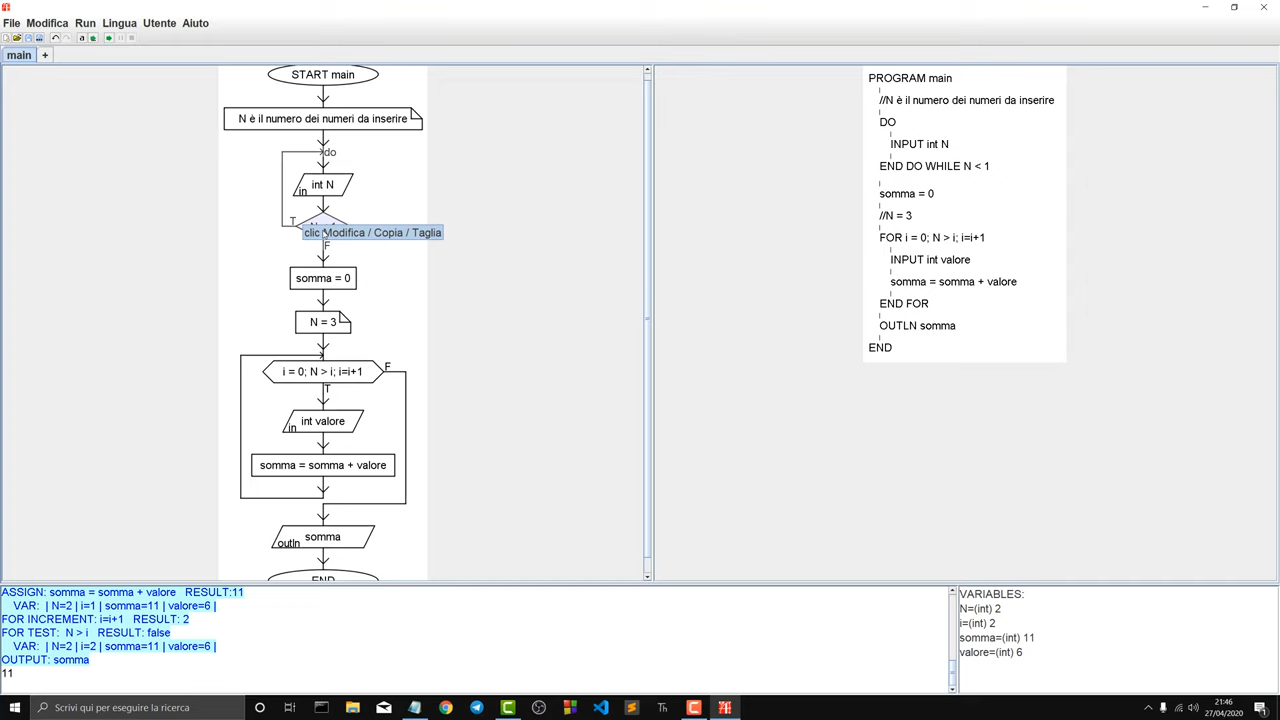 File Modifica Run Lingua Utente Aiuto
a
main +
START main
N è il numero dei numeri da inserire
do
int N
in
T
clic Modifica / Copia / Taglia
F
somma = 0
N = 3
i = 0; N > i; i=i+1
F
T
int valore
in
somma = somma + valore
somma
outln
END
PROGRAM main
//N è il numero dei numeri da inserire
DO
INPUT int N
END DO WHILE N < 1
somma = 0
//N = 3
FOR i = 0; N > i; i=i+1
INPUT int valore
somma = somma + valore
END FOR
OUTLN somma
END
ASSIGN: somma = somma + valore RESULT:11
VAR: | N=2 | i=1 | somma=11 | valore=6 |
FOR INCREMENT: i=i+1 RESULT: 2
FOR TEST: N > i RESULT: false
VAR: | N=2 | i=2 | somma=11 | valore=6 |
OUTPUT: somma
11
VARIABLES:
N=(int) 2
i=(int) 2
somma=(int) 11
valore=(int) 6
Scrivi qui per eseguire la ricerca
Th
21:46
27/04/2020
1